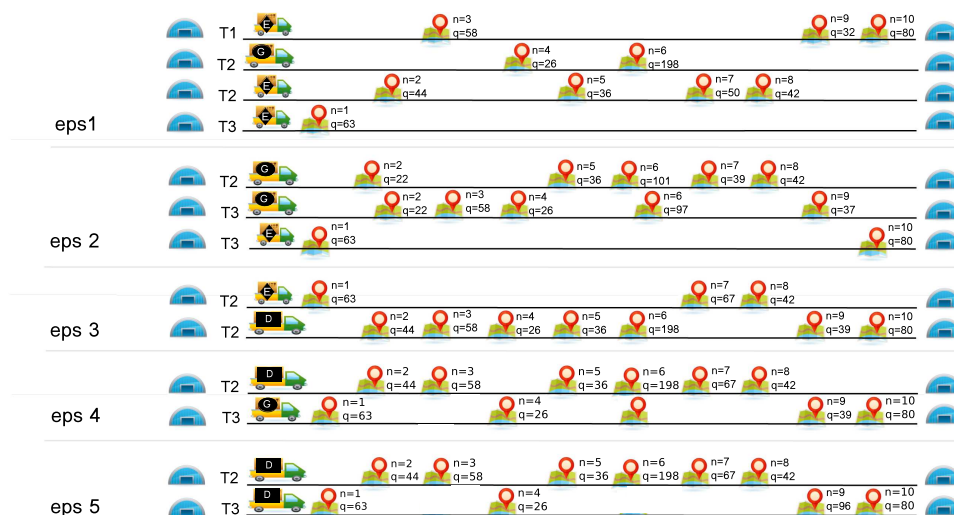 T1 E n=3 q=58 n=9 q=32 n=10 q=80
T2 G n=4 q=26 n=6 q=198
T2 E n=2 q=44 n=5 q=36 n=7 q=50 n=8 q=42
eps1
T3 E n=1 q=63
T2 G n=2 q=22 n=5 q=36 n=6 q=101 n=7 q=39 n=8 q=42
T3 G n=2 q=22 n=3 q=58 n=4 q=26 n=6 q=97 n=9 q=37
eps 2
T3 E n=1 q=63 n=10 q=80
T2 E n=1 q=63 n=7 q=67 n=8 q=42
eps 3
T2 D n=2 q=44 n=3 q=58 n=4 q=26 n=5 q=36 n=6 q=198 n=9 q=39 n=10 q=80
T2 D n=2 q=44 n=3 q=58 n=5 q=36 n=6 q=198 n=7 q=67 n=8 q=42
eps 4
T3 G n=1 q=63 n=4 q=26 n=9 q=39 n=10 q=80
T2 D n=2 q=44 n=3 q=58 n=5 q=36 n=6 q=198 n=7 q=67 n=8 q=42
eps 5
T3 D n=1 q=63 n=4 q=26 n=9 q=96 n=10 q=80